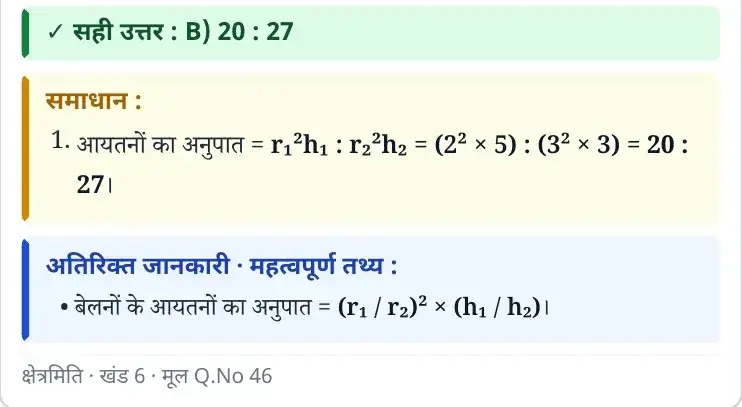 ✓ सही उत्तर : B) 20 : 27
समाधान :
1. आयतनों का अनुपात = r₁²h₁ : r₂²h₂ = (2² × 5) : (3² × 3) = 20 :
27।
अतिरिक्त जानकारी · महत्वपूर्ण तथ्य :
• बेलनों के आयतनों का अनुपात = (r₁ / r₂)² × (h₁ / h₂)।
क्षेत्रमिति · खंड 6 · मूल Q.No 46